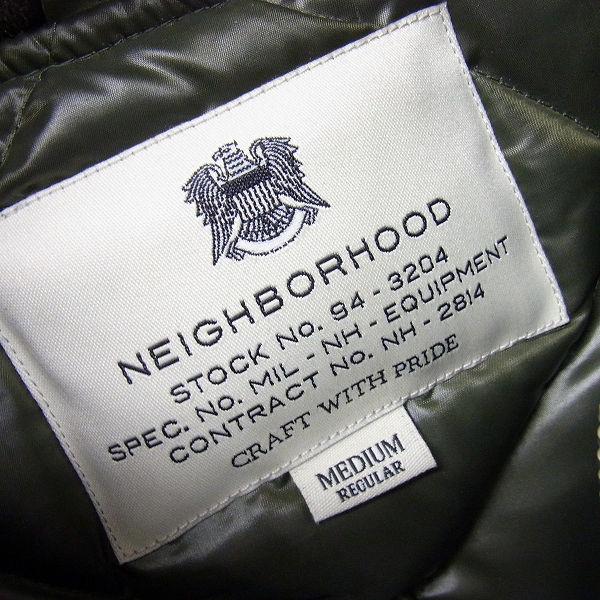 NEIGHBORHOOD
STOCK NO. 94 - 3204
SPEC. NO. MIL - NH - EQUIPMENT
CONTRACT NO. NH - 2814
CRAFT WITH PRIDE
MEDIUM
REGULAR